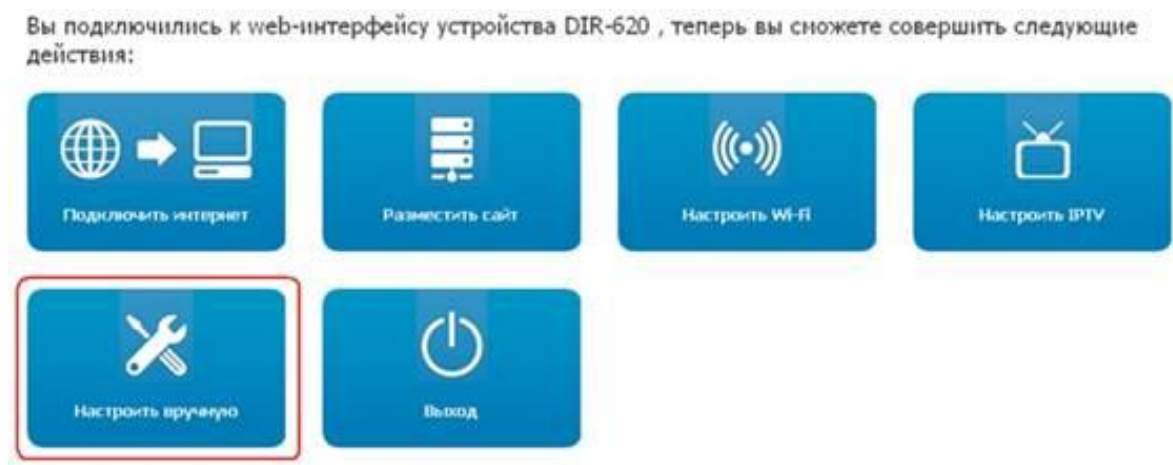 Вы подключились к web-интерфейсу устройства DIR-620 , теперь вы сможете совершить следующие
действия:
Подключить интернет
Разместить сайт
Настроить Wi-Fi
Настроить IPTV
Настроить вручную
Выход